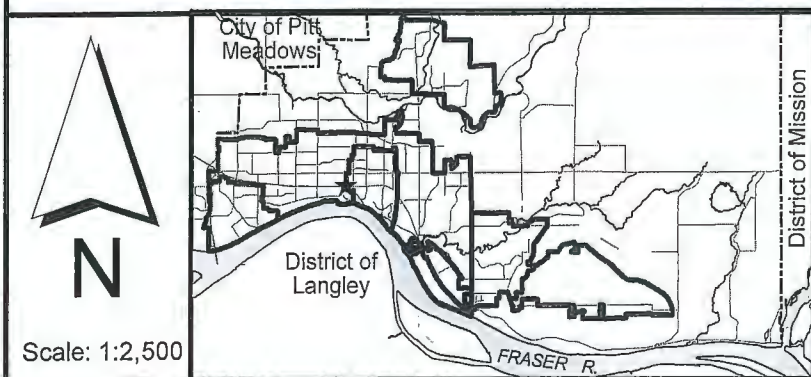 City of Pitt
Meadows
District of Mission
N
District of
Langley
Scale: 1:2,500
FRASER R.